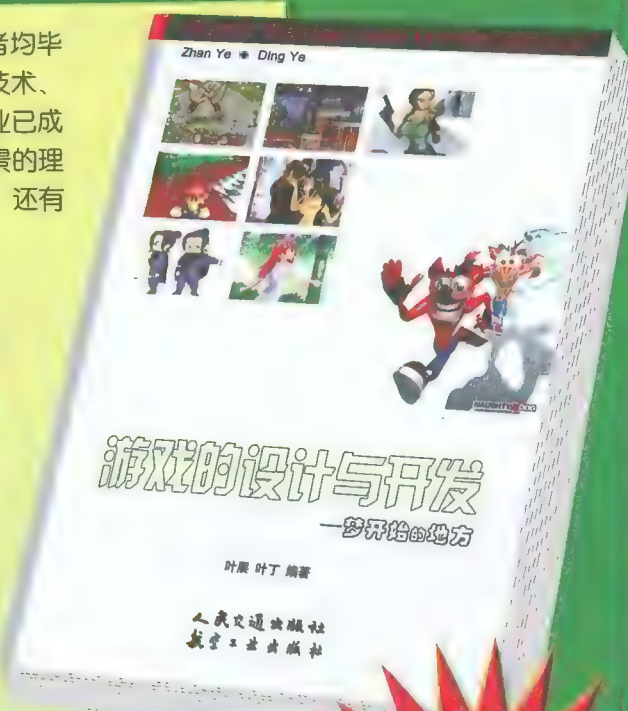 者均毕
技术、
业已成
景的理
还有
Zhan Ye Ding Ye
NAUGHTY DOG
游戏的设计与开发
—梦开始的地方
叶展 叶丁 编著
人民交通出版社
航空工业出版社